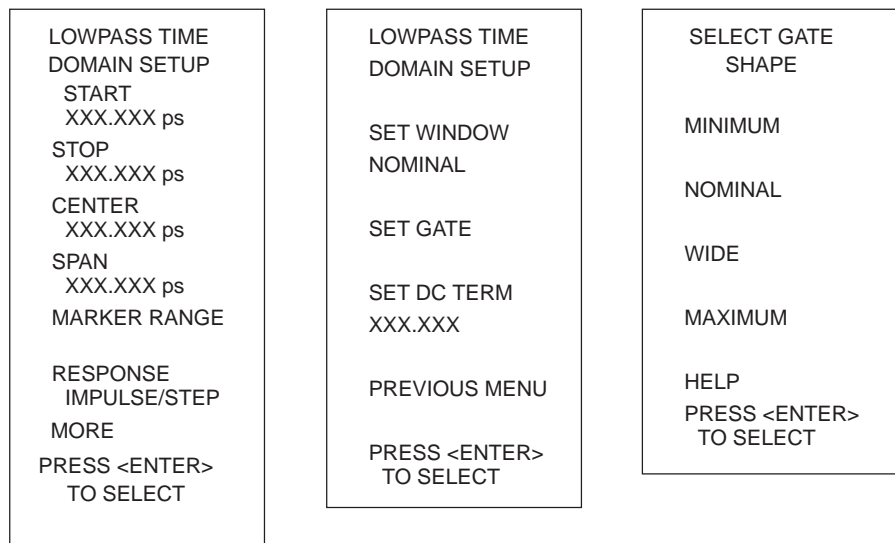 LOWPASS TIME
DOMAIN SETUP
START
XXX.XXX ps
STOP
XXX.XXX ps
CENTER
XXX.XXX ps
SPAN
XXX.XXX ps
MARKER RANGE
RESPONSE
IMPULSE/STEP
MORE
PRESS <ENTER>
TO SELECT
LOWPASS TIME
DOMAIN SETUP
SET WINDOW
NOMINAL
SET GATE
SET DC TERM
XXX.XXX
PREVIOUS MENU
PRESS <ENTER>
TO SELECT
SELECT GATE
SHAPE
MINIMUM
NOMINAL
WIDE
MAXIMUM
HELP
PRESS <ENTER>
TO SELECT